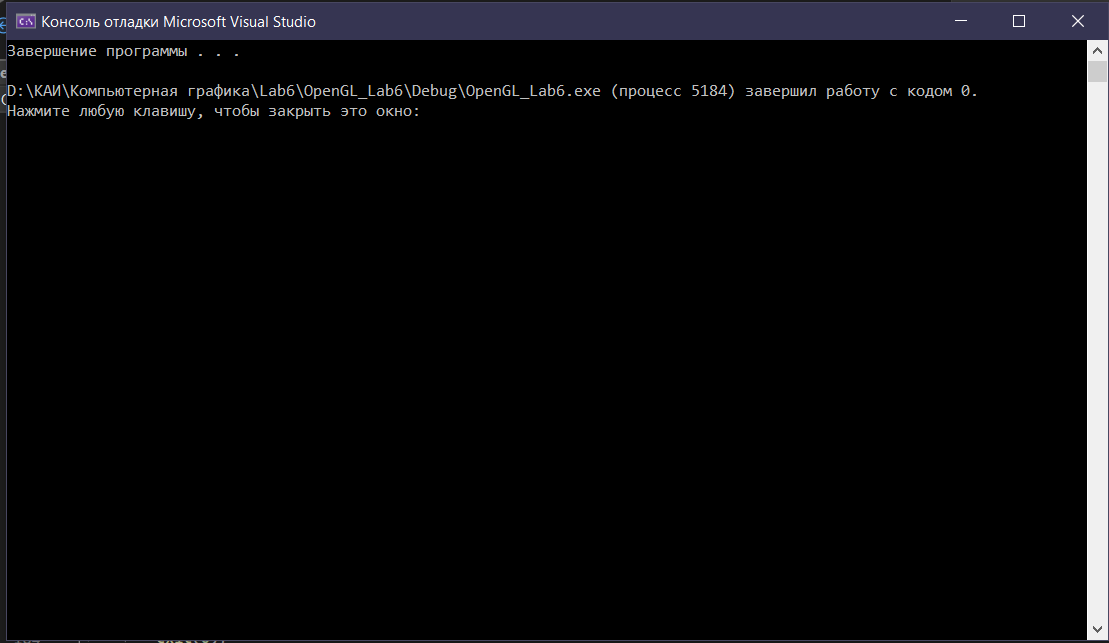 Консоль отладки Microsoft Visual Studio
Завершение программы . . .
D:\КАИ\Компьютерная графика\Lab6\OpenGL_Lab6\Debug\OpenGL_Lab6.exe (процесс 5184) завершил работу с кодом 0.
Нажмите любую клавишу, чтобы закрыть это окно: